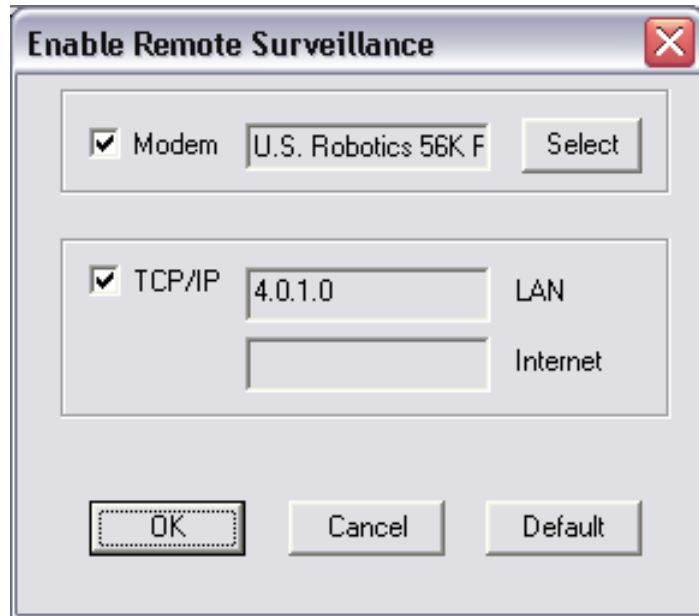 Enable Remote Surveillance
Modem U.S. Robotics 56K F Select
TCP/IP 4.0.1.0 LAN
Internet
OK Cancel Default